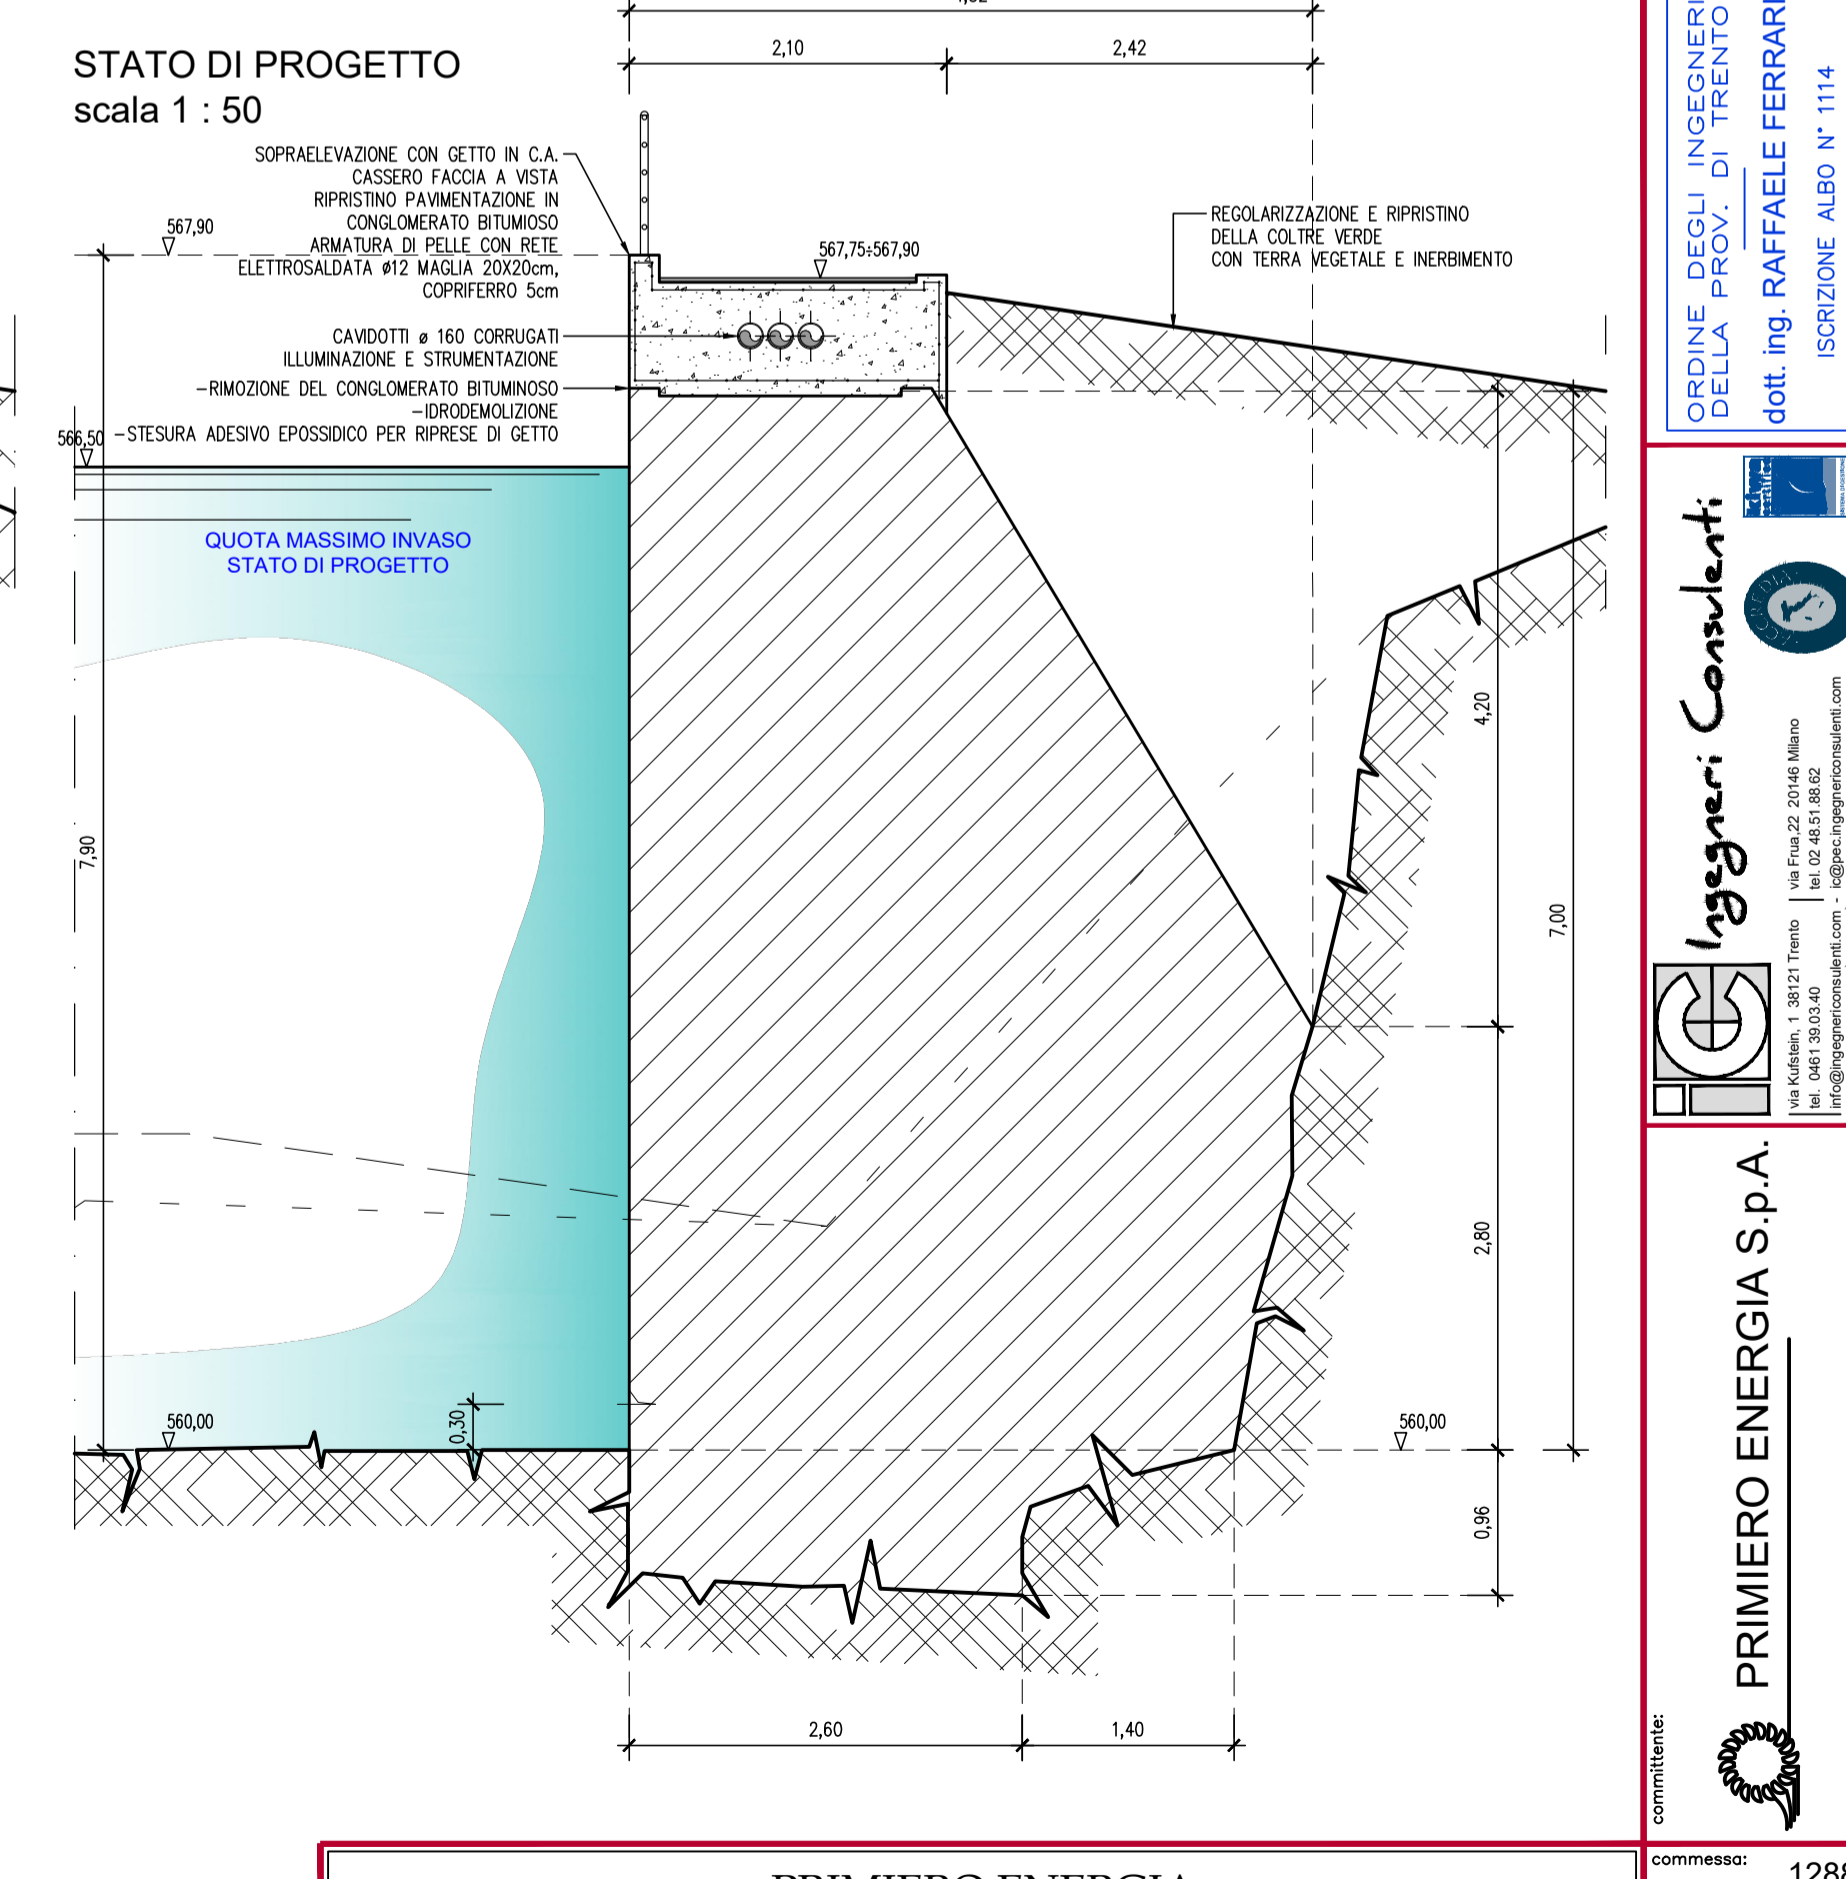 STATO DI PROGETTO
scala 1 : 50
2,10
2,42
SOPRAELEVAZIONE CON GETTO IN C.A.
CASSERO FACCIA A VISTA
RIPRISTINO PAVIMENTAZIONE IN
CONGLOMERATO BITUMIOSO
ARMATURA DI PELLE CON RETE
ELETTROSALDATA ø12 MAGLIA 20X20cm,
COPRIFERRO 5cm
CAVIDOTTI ø 160 CORRUGATI
ILLUMINAZIONE E STRUMENTAZIONE
-RIMOZIONE DEL CONGLOMERATO BITUMINOSO
-IDRODEMOLIZIONE
-STESURA ADESIVO EPOSSIDICO PER RIPRESE DI GETTO
567,90
567,75÷567,90
REGOLARIZZAZIONE E RIPRISTINO
DELLA COLTRE VERDE
CON TERRA VEGETALE E INERBIMENTO
566,50
QUOTA MASSIMO INVASO
STATO DI PROGETTO
7,90
4,20
7,00
2,80
0,30
560,00
560,00
0,96
2,60
1,40
ORDINE DEGLI INGEGNERI
DELLA PROV. DI TRENTO
dott. ing. RAFFAELE FERRARI
ISCRIZIONE ALBO N° 1114
Ingegneri Consulenti
via Kufstein, 1 38121 Trento
tel. 0461 39.03.40
via Frua,22 20146 Milano
tel. 02 48.51.88.62
info@ingegnericonsulenti.com - ic@pec.ingegnericonsulenti.com
committente:
PRIMIERO ENERGIA S.p.A.
PRIMIERO ENERGIA
commessa:
1288